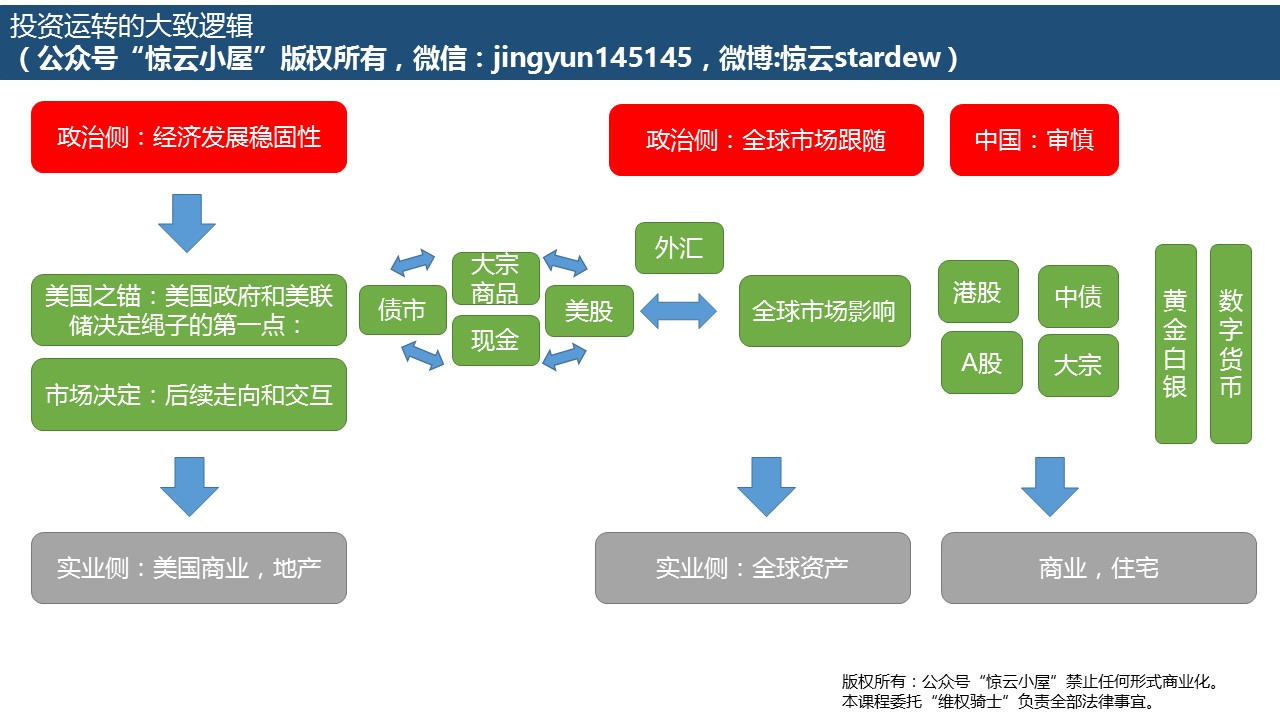 投资运转的大致逻辑
（公众号“惊云小屋”版权所有，微信：jingyun145145，微博:惊云stardew）
政治侧：经济发展稳固性
政治侧：全球市场跟随
中国：审慎
美国之锚：美国政府和美联
储决定绳子的第一点：
市场决定：后续走向和交互
债市
大宗
商品
现金
美股
外汇
全球市场影响
港股
中债
A股
大宗
黄金白银
数字货币
实业侧：美国商业，地产
实业侧：全球资产
商业，住宅
版权所有：公众号“惊云小屋”禁止任何形式商业化。
本课程委托“维权骑士”负责全部法律事宜。